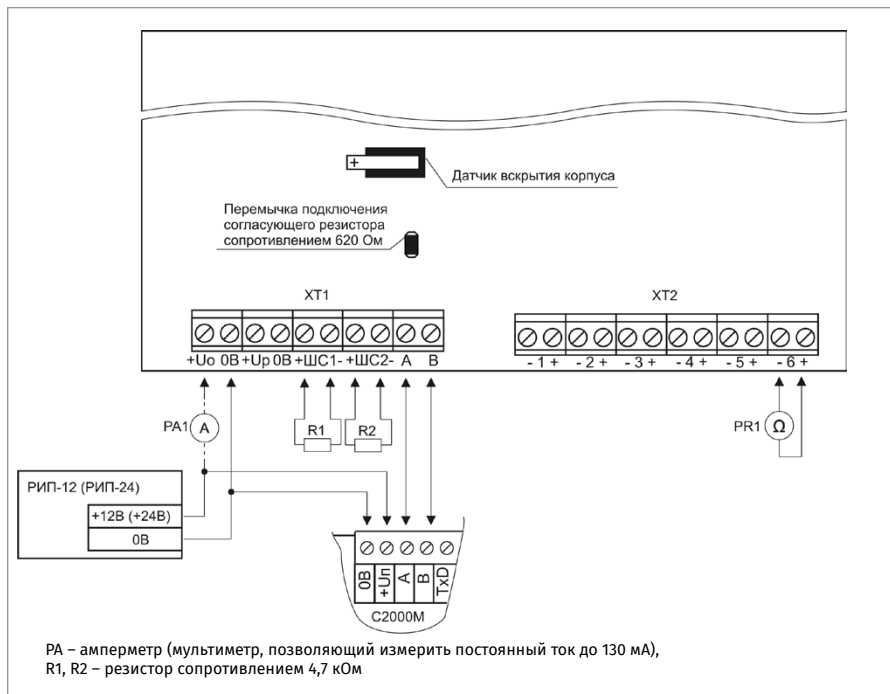 Датчик вскрытия корпуса
Перемычка подключения
согласующего резистора
сопротивлением 620 Ом
XT1
XT2
+Uo 0В +Up 0В +ШС1- +ШС2- А В
- 1 + - 2 + - 3 + - 4 + - 5 + - 6 +
PA1 A
R1
R2
PR1 Ω
РИП-12 (РИП-24)
+12В (+24В)
0В
0В
+Uп
А
В
TxD
С2000М
РА – амперметр (мультиметр, позволяющий измерить постоянный ток до 130 мА),
R1, R2 – резистор сопротивлением 4,7 кОм